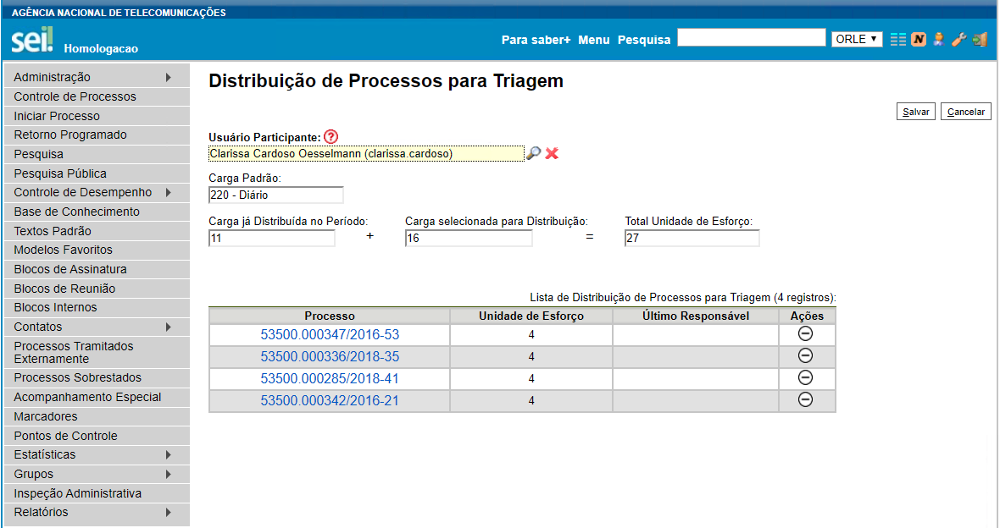 AGÊNCIA NACIONAL DE TELECOMUNICAÇÕES
sei! Homologacao
Para saber+ Menu Pesquisa ORLE ▼ N
Administração
Controle de Processos
Iniciar Processo
Retorno Programado
Pesquisa
Pesquisa Pública
Controle de Desempenho
Base de Conhecimento
Textos Padrão
Modelos Favoritos
Blocos de Assinatura
Blocos de Reunião
Blocos Internos
Contatos
Processos Tramitados
Externamente
Processos Sobrestados
Acompanhamento Especial
Marcadores
Pontos de Controle
Estatísticas
Grupos
Inspeção Administrativa
Relatórios
Distribuição de Processos para Triagem
Salvar Cancelar
Usuário Participante: ?
Clarissa Cardoso Oesselmann (clarissa.cardoso)
Carga Padrão:
220 - Diário
Carga já Distribuída no Período: Carga selecionada para Distribuição: Total Unidade de Esforço:
11 + 16 = 27
Lista de Distribuição de Processos para Triagem (4 registros):
Processo Unidade de Esforço Último Responsável Ações
53500.000347/2016-53 4
53500.000336/2018-35 4
53500.000285/2018-41 4
53500.000342/2016-21 4